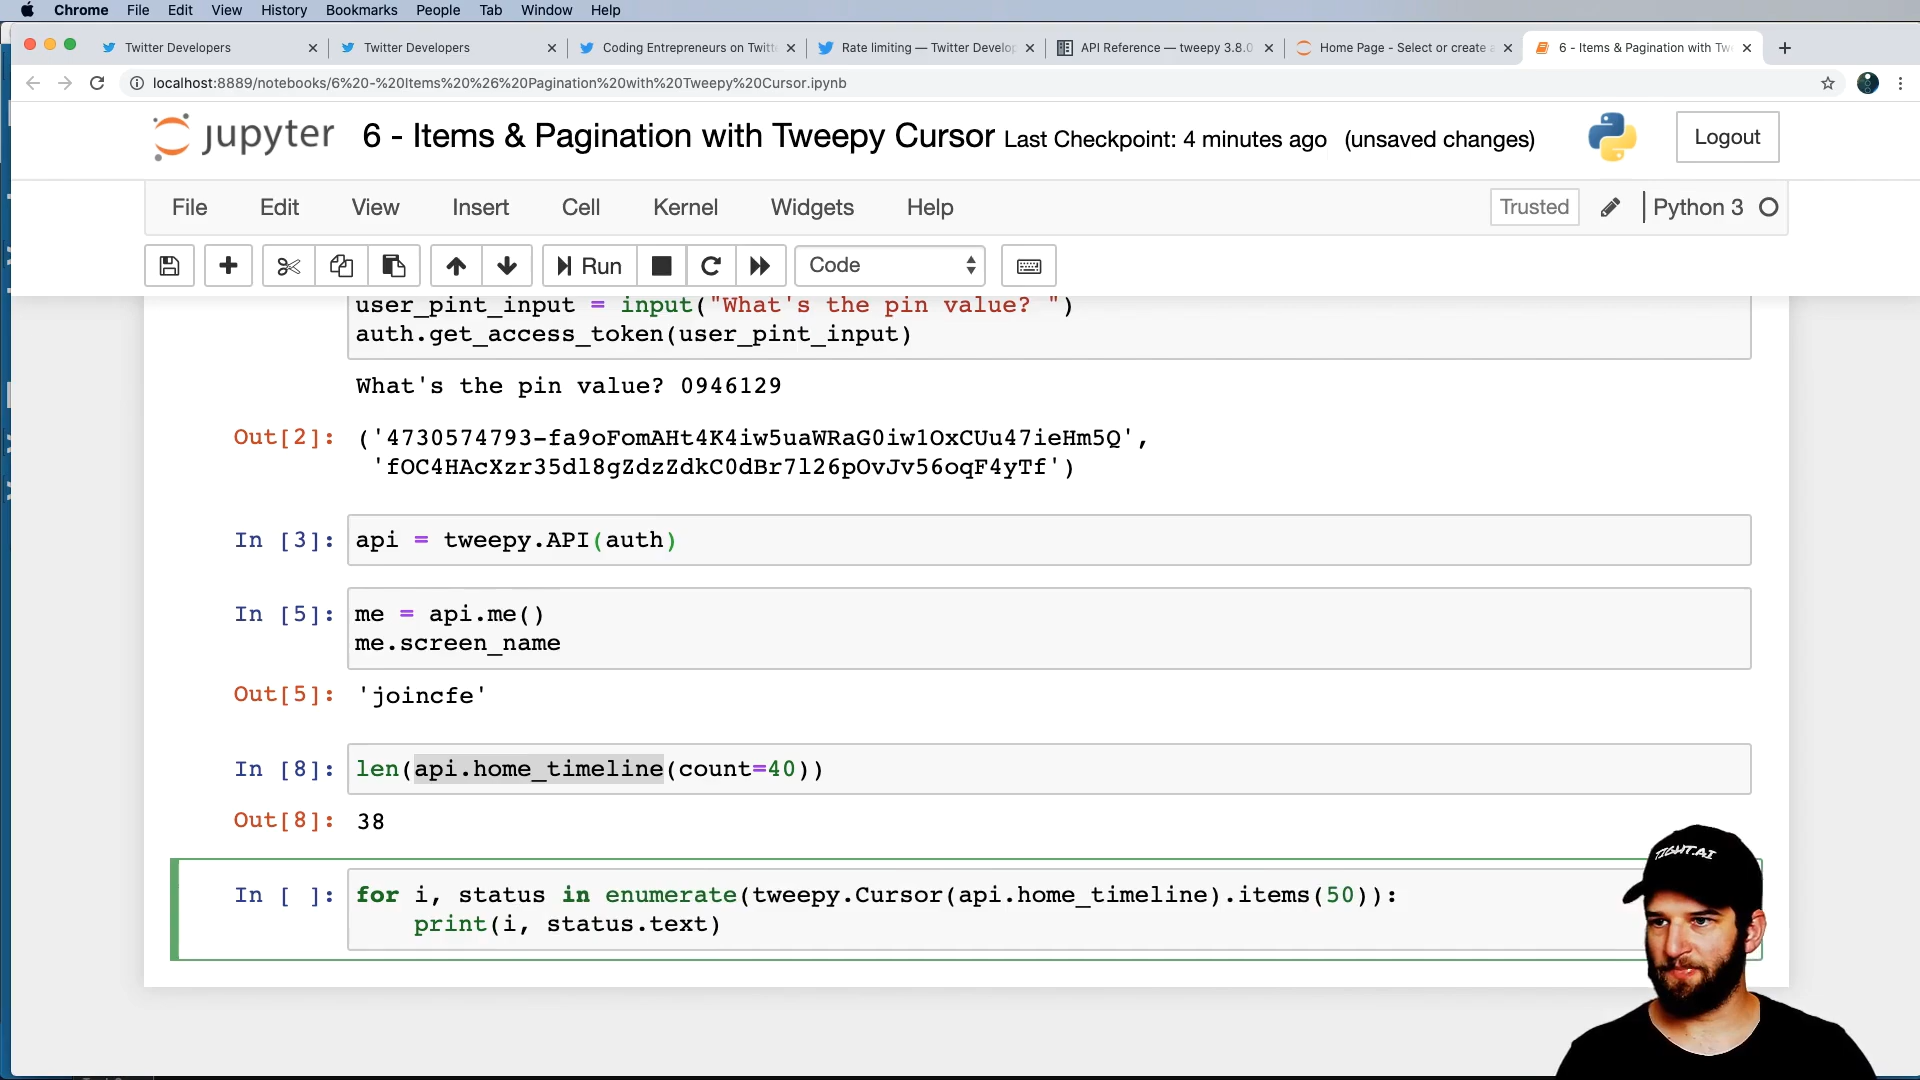 Chrome File Edit View History Bookmarks People Tab Window Help
Twitter Developers
Twitter Developers
Coding Entrepreneurs on Twitt
Rate limiting — Twitter Develop
API Reference — tweepy 3.8.0
Home Page - Select or create a
6 - Items & Pagination with Tw
localhost:8889/notebooks/6%20-%20Items%20%26%20Pagination%20with%20Tweepy%20Cursor.ipynb
jupyter 6 - Items & Pagination with Tweepy Cursor Last Checkpoint: 4 minutes ago (unsaved changes)
Logout
File Edit View Insert Cell Kernel Widgets Help
Trusted
Python 3
Run
Code
user_pint_input = input("What's the pin value? ")
auth.get_access_token(user_pint_input)
What's the pin value? 0946129
Out[2]: ('4730574793-fa9oFomAHt4K4iw5uaWRaG0iw1OxCUu47ieHm5Q',
'fOC4HAcXzr35dl8gZdzZdkC0dBr7l26pOvJv56oqF4yTf')
In [3]: api = tweepy.API(auth)
In [5]: me = api.me()
me.screen_name
Out[5]: 'joincfe'
In [8]: len(api.home_timeline(count=40))
Out[8]: 38
In [ ]: for i, status in enumerate(tweepy.Cursor(api.home_timeline).items(50)):
print(i, status.text)
TIGHT.AI